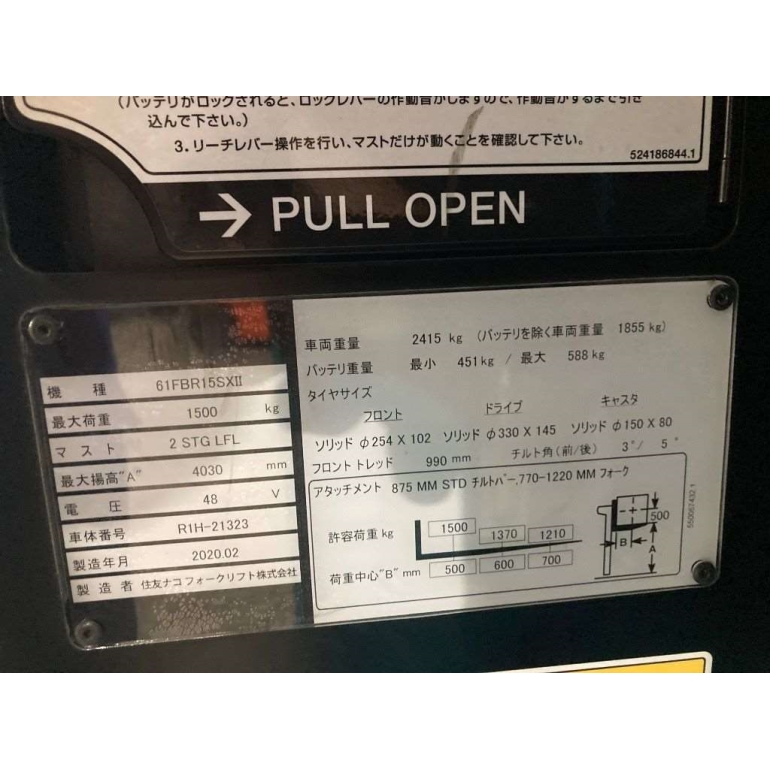 (バッテリがロックされると、ロックレバーの作動音がしますので、作動音がするまで引き
込んで下さい。)
3. リーチレバー操作を行い、マストだけが動くことを確認して下さい。
524186844.1
→ PULL OPEN
機 種 61FBR15SXII
最大荷重 1500 kg
マスト 2 STG LFL
最大揚高"A" 4030 mm
電 圧 48 V
車体番号 R1H-21323
製造年月 2020.02
製造者 住友ナコフォークリフト株式会社
車両重量 2415 kg (バッテリを除く車両重量 1855 kg)
バッテリ重量 最小 451kg / 最大 588kg
タイヤサイズ
フロント ドライブ キャスタ
ソリッド φ254 X 102 ソリッド φ330 X 145 ソリッド φ150 X 80
フロント トレッド 990 mm チルト角(前/後) 3°/ 5°
アタッチメント 875 MM STD チルトバー,770-1220 MM フォーク
許容荷重 kg 1500 1370 1210
荷重中心"B" mm 500 600 700
500
B
A
550057432.1